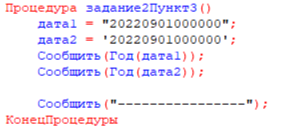 Процедура задание2Пункт3()
дата1 = "20220901000000";
дата2 = '20220901000000';
Сообщить(Год(дата1));
Сообщить(Год(дата2));
Сообщить("----------------");
КонецПроцедуры